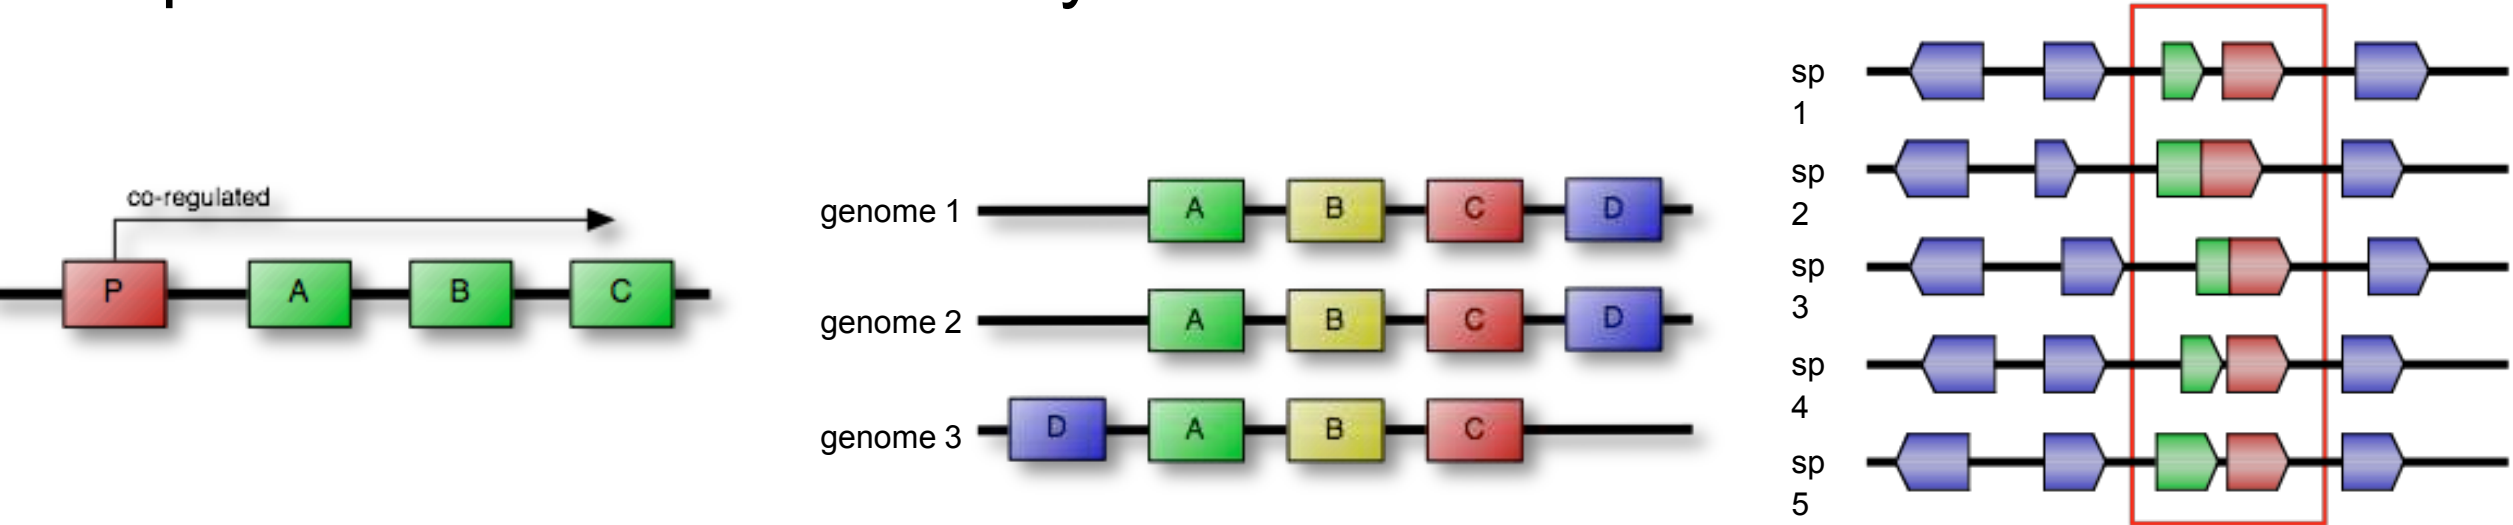 co-regulated
P A B C
genome 1 A B C D
genome 2 A B C D
genome 3 D A B C
sp
1
sp
2
sp
3
sp
4
sp
5